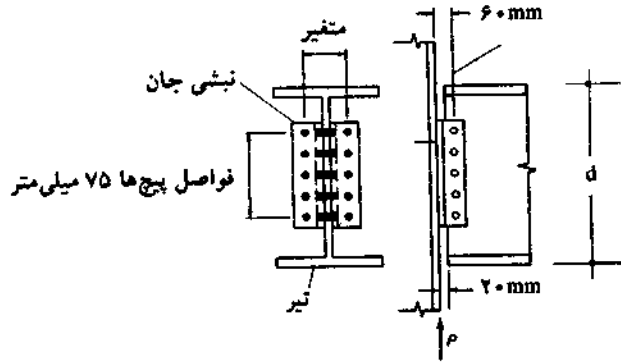 متغیر
۶۰mm
نبشی جان
فواصل پیچ‌ها ۷۵ میلی‌متر
d
تیر
۲۰mm
P